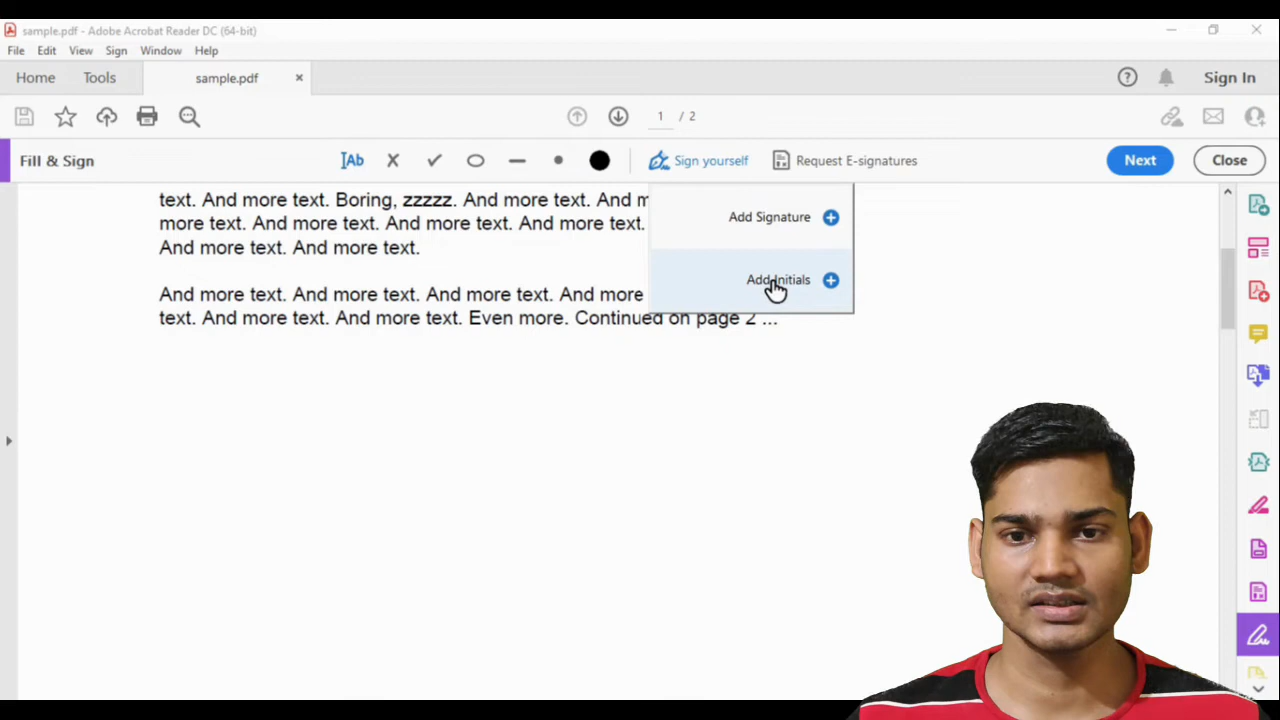 sample.pdf - Adobe Acrobat Reader DC (64-bit)
File Edit View Sign Window Help
Home Tools sample.pdf × Sign In
1 / 2
Fill & Sign Ab Sign yourself Request E-signatures Next Close
text. And more text. Boring, zzzzz. And more text. And m
more text. And more text. And more text. And more text.
And more text. And more text.
Add Signature
Add Initials
And more text. And more text. And more text. And more
text. And more text. And more text. Even more. Continued on page 2 ...